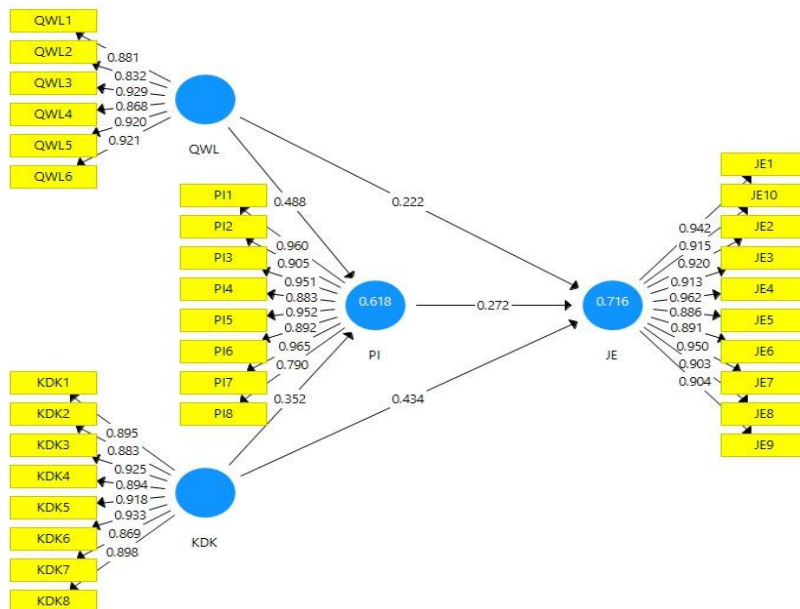 QWL1
QWL2
QWL3
QWL4
QWL5
QWL6
0.881
0.832
0.929
0.868
0.920
0.921
QWL
0.488
0.222
PI1
PI2
PI3
PI4
PI5
PI6
PI7
PI8
0.960
0.905
0.951
0.883
0.952
0.892
0.965
0.790
0.618
PI
0.272
0.352
0.434
KDK1
KDK2
KDK3
KDK4
KDK5
KDK6
KDK7
KDK8
0.895
0.883
0.925
0.894
0.918
0.933
0.869
0.898
KDK
0.716
JE
0.942
0.915
0.920
0.913
0.962
0.886
0.891
0.950
0.903
0.904
JE1
JE10
JE2
JE3
JE4
JE5
JE6
JE7
JE8
JE9